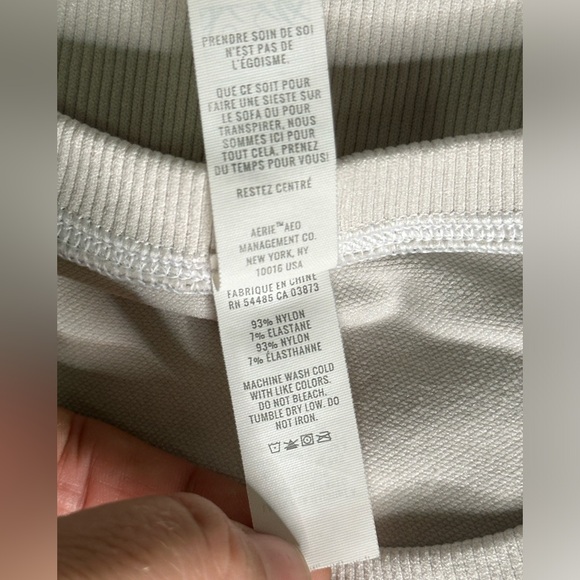 PRENDRE SOIN DE SOI
N'EST PAS DE
L'ÉGOÏSME.
QUE CE SOIT POUR
FAIRE UNE SIESTE SUR
LE SOFA OU POUR
TRANSPIRER, NOUS
SOMMES ICI POUR
TOUT CELA. PRENEZ
DU TEMPS POUR VOUS!
RESTEZ CENTRÉ
AERIE™ AEO
MANAGEMENT CO.
NEW YORK, NY
10016 USA
FABRIQUE EN CHINE
RN 54485 CA 03873
93% NYLON
7% ELASTANE
93% NYLON
7% ÉLASTHANNE
MACHINE WASH COLD
WITH LIKE COLORS.
DO NOT BLEACH.
TUMBLE DRY LOW. DO
NOT IRON.